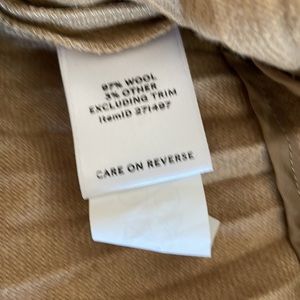 97% WOOL
3% OTHER
EXCLUDING TRIM
ItemID 271497
CARE ON REVERSE